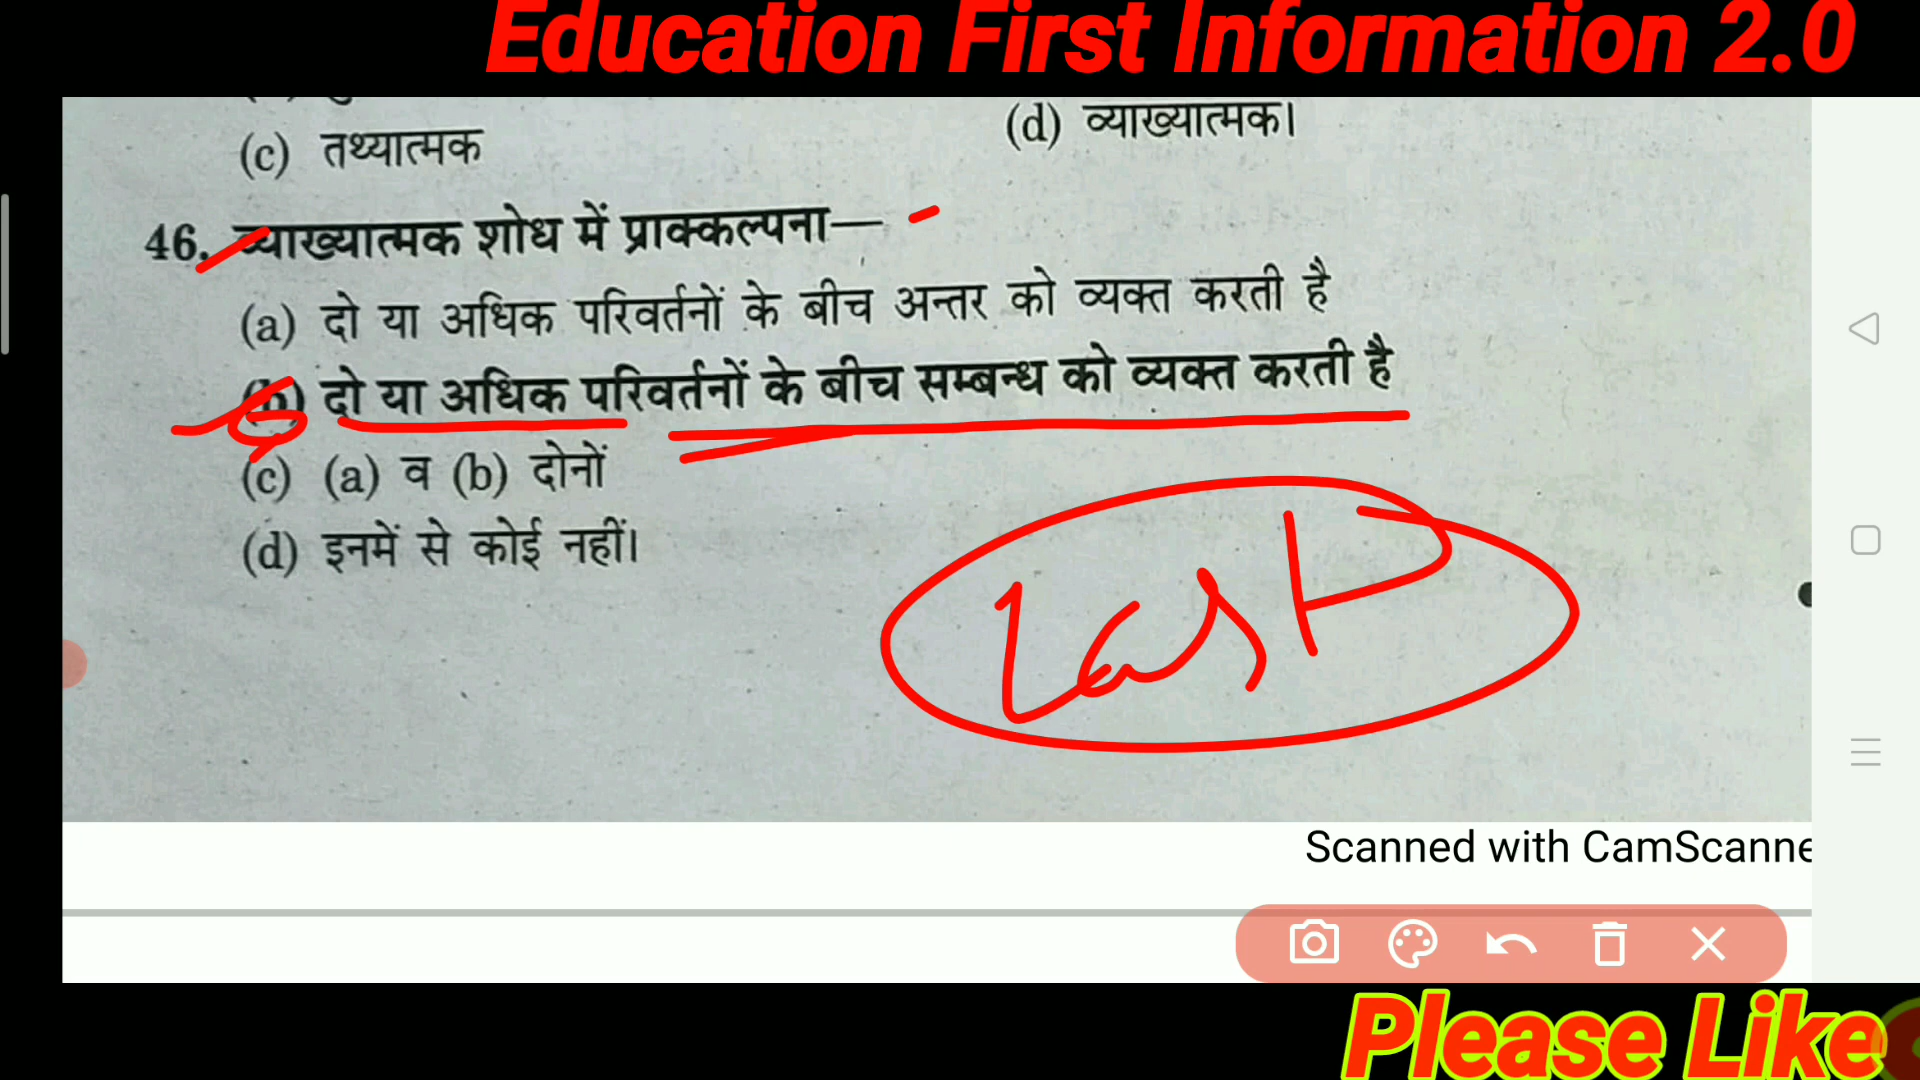 Education First Information 2.0
(c) तथ्यात्मक
(d) व्याख्यात्मक।
46. व्याख्यात्मक शोध में प्राक्कल्पना—
(a) दो या अधिक परिवर्तनों के बीच अन्तर को व्यक्त करती है
(b) दो या अधिक परिवर्तनों के बीच सम्बन्ध को व्यक्त करती है
(c) (a) व (b) दोनों
(d) इनमें से कोई नहीं।
Last
Scanned with CamScanne
Please Like